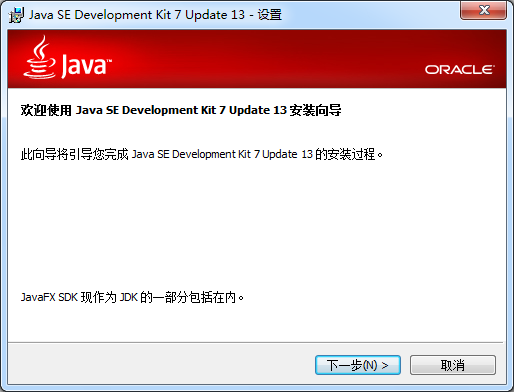 Java SE Development Kit 7 Update 13 - 设置
Java™
ORACLE®
欢迎使用 Java SE Development Kit 7 Update 13 安装向导
此向导将引导您完成 Java SE Development Kit 7 Update 13 的安装过程。
JavaFX SDK 现作为 JDK 的一部分包括在内。
下一步(N) >
取消